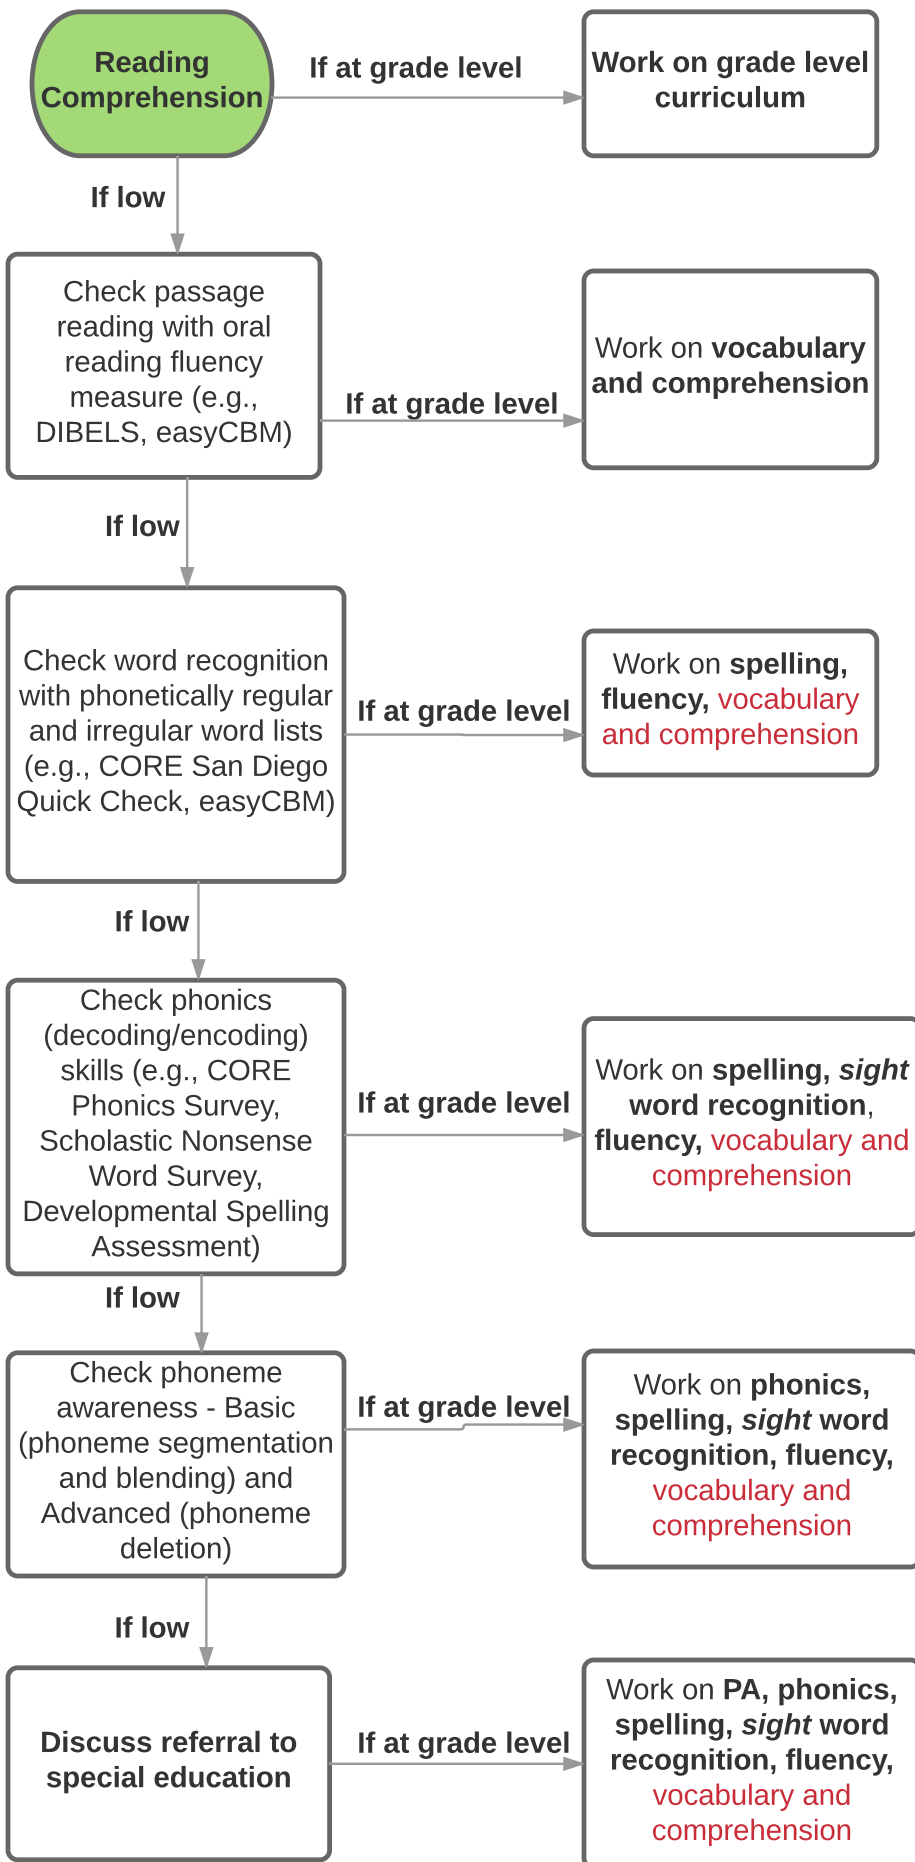 Reading
Comprehension
If at grade level
Work on grade level
curriculum
If low
Check passage
reading with oral
reading fluency
measure (e.g.,
DIBELS, easyCBM)
If at grade level
Work on vocabulary
and comprehension
If low
Check word recognition
with phonetically regular
and irregular word lists
(e.g., CORE San Diego
Quick Check, easyCBM)
If at grade level
Work on spelling,
fluency, vocabulary
and comprehension
If low
Check phonics
(decoding/encoding)
skills (e.g., CORE
Phonics Survey,
Scholastic Nonsense
Word Survey,
Developmental Spelling
Assessment)
If at grade level
Work on spelling, sight
word recognition,
fluency, vocabulary and
comprehension
If low
Check phoneme
awareness - Basic
(phoneme segmentation
and blending) and
Advanced (phoneme
deletion)
If at grade level
Work on phonics,
spelling, sight word
recognition, fluency,
vocabulary and
comprehension
If low
Discuss referral to
special education
If at grade level
Work on PA, phonics,
spelling, sight word
recognition, fluency,
vocabulary and
comprehension